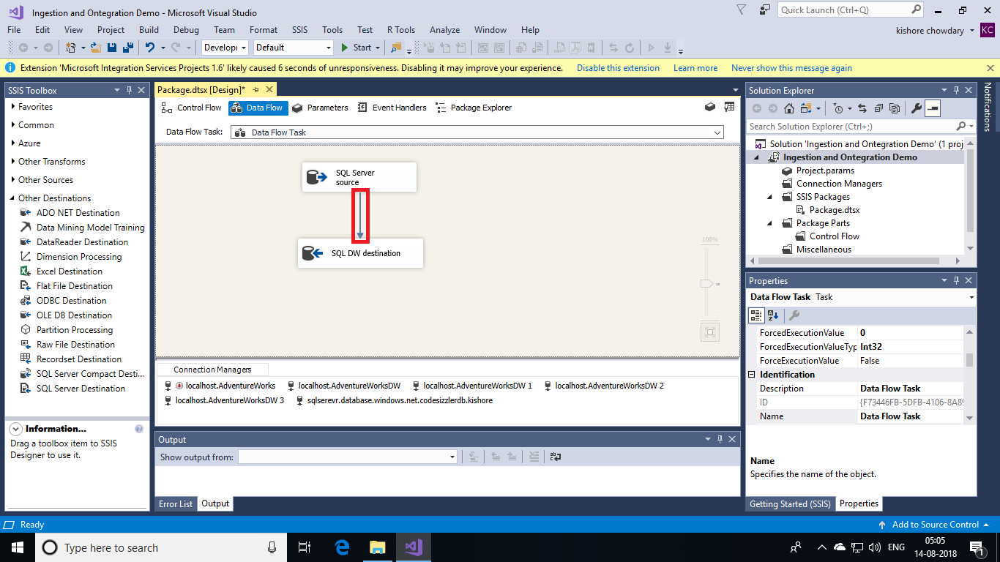 Ingestion and Ontegration Demo - Microsoft Visual Studio
Quick Launch (Ctrl+Q)
File Edit View Project Build Debug Team Format SSIS Tools Test R Tools Analyze Window Help
kishore chowdary KC
Developı Default Start
Extension 'Microsoft Integration Services Projects 1.6' likely caused 6 seconds of unresponsiveness. Disabling it may improve your experience. Disable this extension Learn more Never show this message again
SSIS Toolbox
Favorites
Common
Azure
Other Transforms
Other Sources
Other Destinations
ADO NET Destination
Data Mining Model Training
DataReader Destination
Dimension Processing
Excel Destination
Flat File Destination
ODBC Destination
OLE DB Destination
Partition Processing
Raw File Destination
Recordset Destination
SQL Server Compact Desti...
SQL Server Destination
Information...
Drag a toolbox item to SSIS
Designer to use it.
Package.dtsx [Design]*
Control Flow Data Flow Parameters Event Handlers Package Explorer
Data Flow Task: Data Flow Task
SQL Server
source
SQL DW destination
100%
Connection Managers
localhost.AdventureWorks localhost.AdventureWorksDW localhost.AdventureWorksDW 1 localhost.AdventureWorksDW 2
localhost.AdventureWorksDW 3 sqlserevr.database.windows.net.codesizzlerdb.kishore
Output
Show output from:
Error List Output
Solution Explorer
Search Solution Explorer (Ctrl+;)
Solution 'Ingestion and Ontegration Demo' (1 proj
Ingestion and Ontegration Demo
Project.params
Connection Managers
SSIS Packages
Package.dtsx
Package Parts
Control Flow
Miscellaneous
Properties
Data Flow Task Task
ForcedExecutionValue 0
ForcedExecutionValueTyp Int32
ForceExecutionValue False
Identification
Description Data Flow Task
ID {F73446FB-5DFB-4106-8A89
Name Data Flow Task
Name
Specifies the name of the object.
Getting Started (SSIS) Properties
Notifications
Ready
Add to Source Control
Type here to search
ENG
05:05
14-08-2018
1